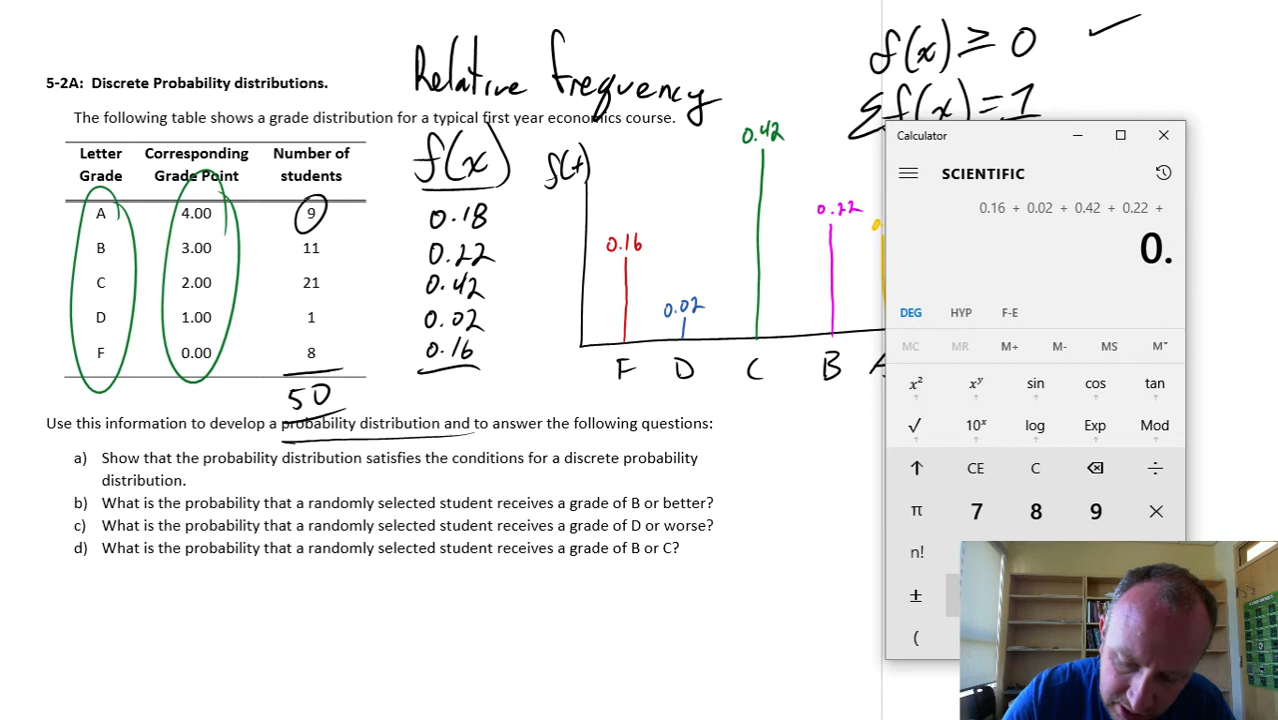 Relative frequency
f(x) ≥ 0 ✓
5-2A: Discrete Probability distributions.
Σf(x) = 1
The following table shows a grade distribution for a typical first year economics course.
Letter Grade Corresponding Grade Point Number of students f(x)
A 4.00 9 0.18
B 3.00 11 0.22
C 2.00 21 0.42
D 1.00 1 0.02
F 0.00 8 0.16
50
f(x)
0.16
0.02
0.42
0.22
0.
F D C B A
Use this information to develop a probability distribution and to answer the following questions:
a) Show that the probability distribution satisfies the conditions for a discrete probability
distribution.
b) What is the probability that a randomly selected student receives a grade of B or better?
c) What is the probability that a randomly selected student receives a grade of D or worse?
d) What is the probability that a randomly selected student receives a grade of B or C?
Calculator
SCIENTIFIC
0.16 + 0.02 + 0.42 + 0.22 +
0.
DEG HYP F-E
MC MR M+ M- MS M˅
x² xʸ sin cos tan
√ 10ˣ log Exp Mod
↑ CE C ⌫ ÷
π 7 8 9 ×
n!
±
(